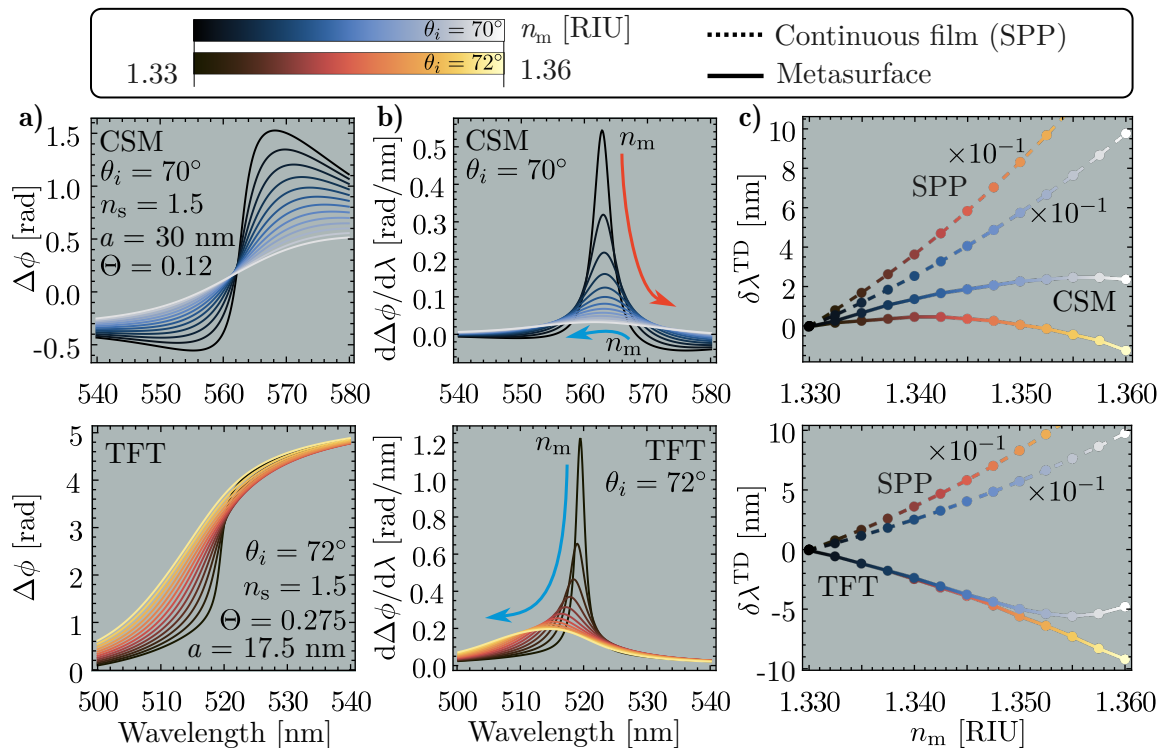 θi = 70° nm [RIU] Continuous film (SPP)
1.33 θi = 72° 1.36 Metasurface
a) b) c)
CSM
θi = 70°
ns = 1.5
a = 30 nm
Θ = 0.12
Δϕ [rad]
1.5
1.0
0.5
0.0
-0.5
540 550 560 570 580
CSM
θi = 70°
nm
nm
dΔϕ/dλ [rad/nm]
0.5
0.4
0.3
0.2
0.1
0.0
540 550 560 570 580
×10⁻¹
SPP
×10⁻¹
CSM
δλTD [nm]
10
8
6
4
2
0
1.330 1.340 1.350 1.360
TFT
θi = 72°
ns = 1.5
Θ = 0.275
a = 17.5 nm
Δϕ [rad]
5
4
3
2
1
0
500 510 520 530 540
Wavelength [nm]
nm
TFT
θi = 72°
dΔϕ/dλ [rad/nm]
1.2
1.0
0.8
0.6
0.4
0.2
0.0
500 510 520 530 540
Wavelength [nm]
×10⁻¹
SPP
×10⁻¹
TFT
δλTD [nm]
10
5
0
-5
-10
1.330 1.340 1.350 1.360
nm [RIU]